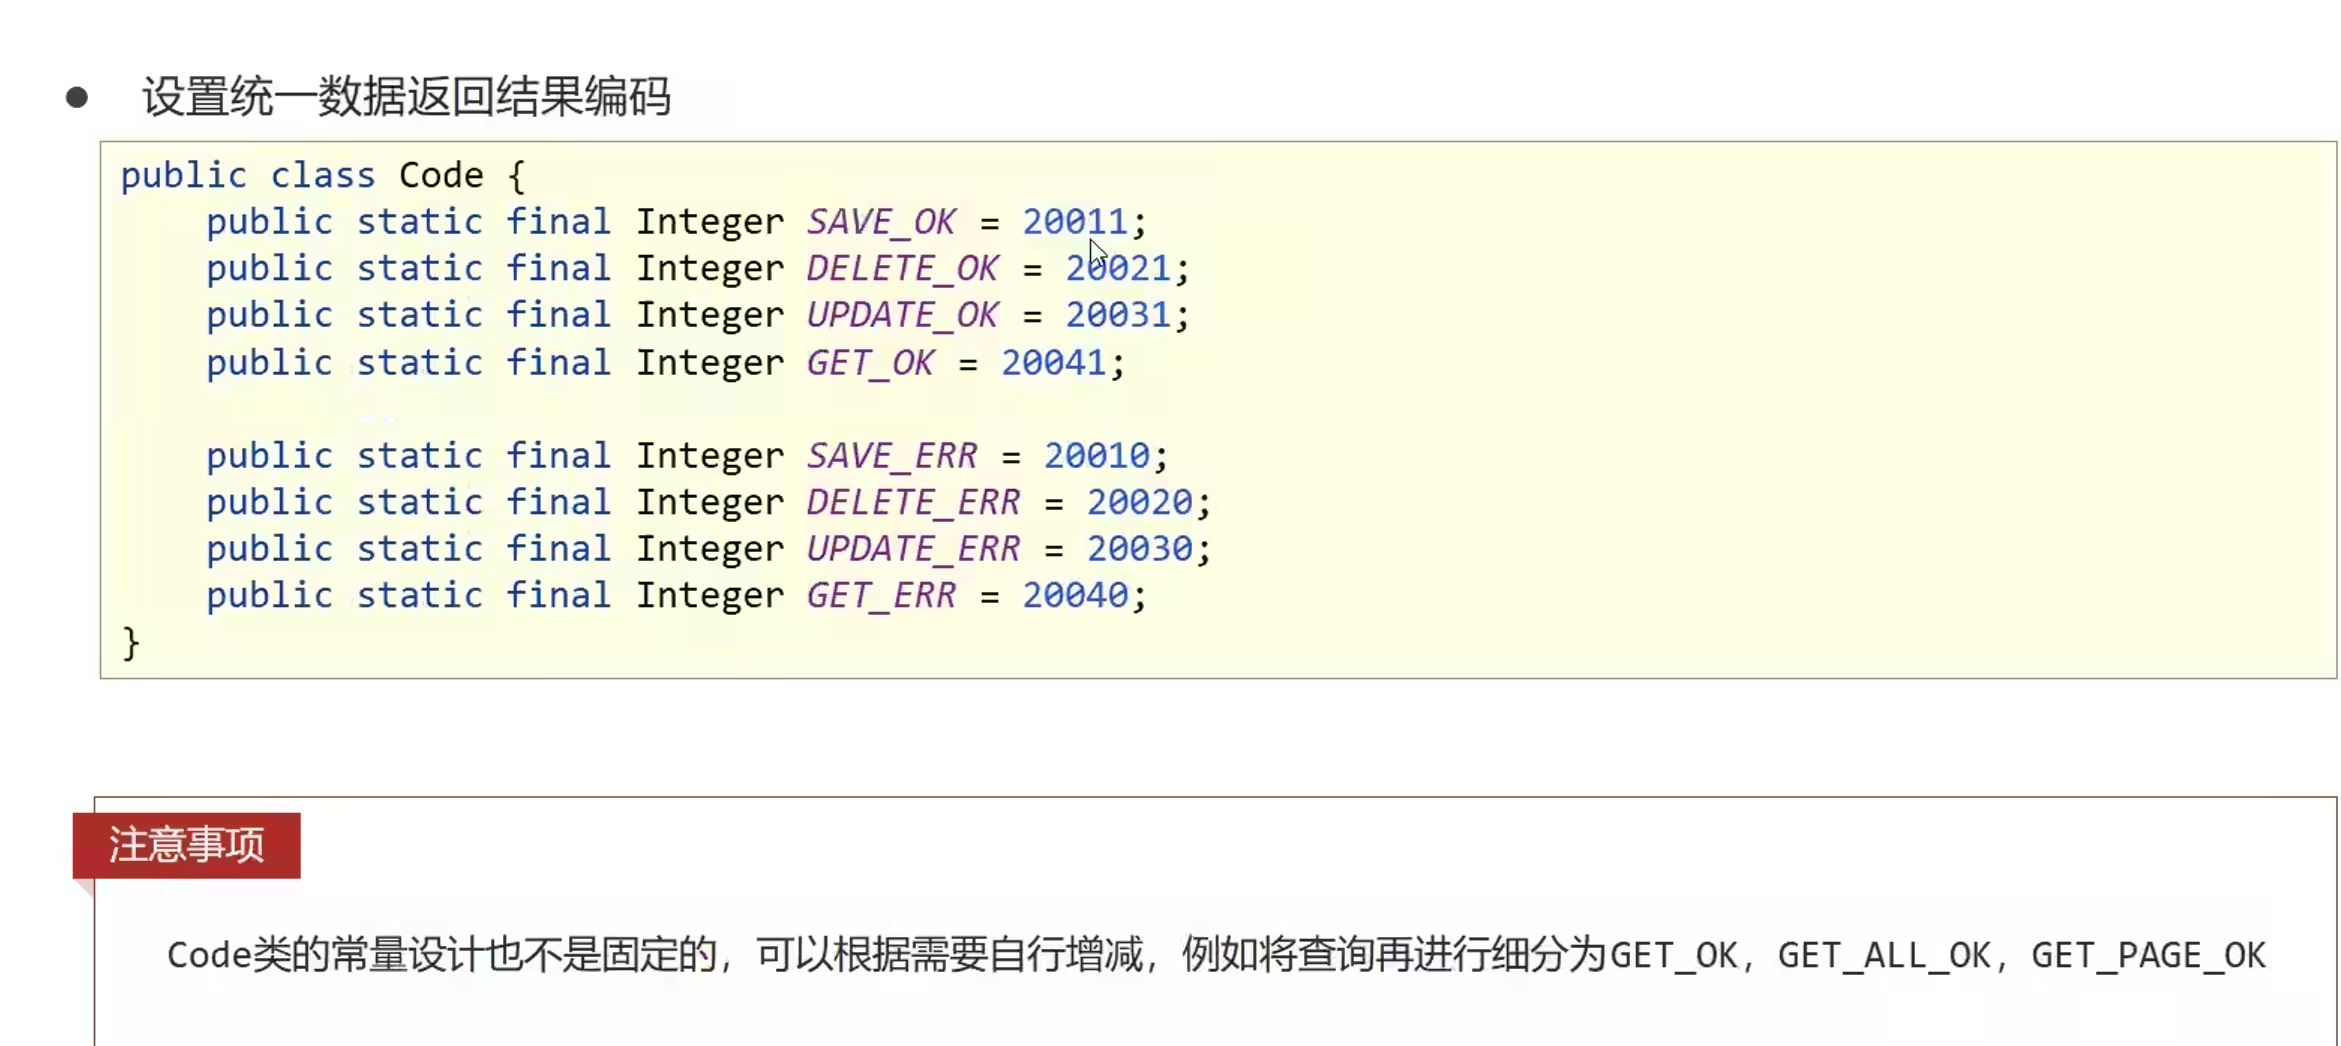 设置统一数据返回结果编码
public class Code {
    public static final Integer SAVE_OK = 20011;
    public static final Integer DELETE_OK = 20021;
    public static final Integer UPDATE_OK = 20031;
    public static final Integer GET_OK = 20041;
    public static final Integer SAVE_ERR = 20010;
    public static final Integer DELETE_ERR = 20020;
    public static final Integer UPDATE_ERR = 20030;
    public static final Integer GET_ERR = 20040;
}
注意事项
Code类的常量设计也不是固定的，可以根据需要自行增减，例如将查询再进行细分为GET_OK，GET_ALL_OK，GET_PAGE_OK